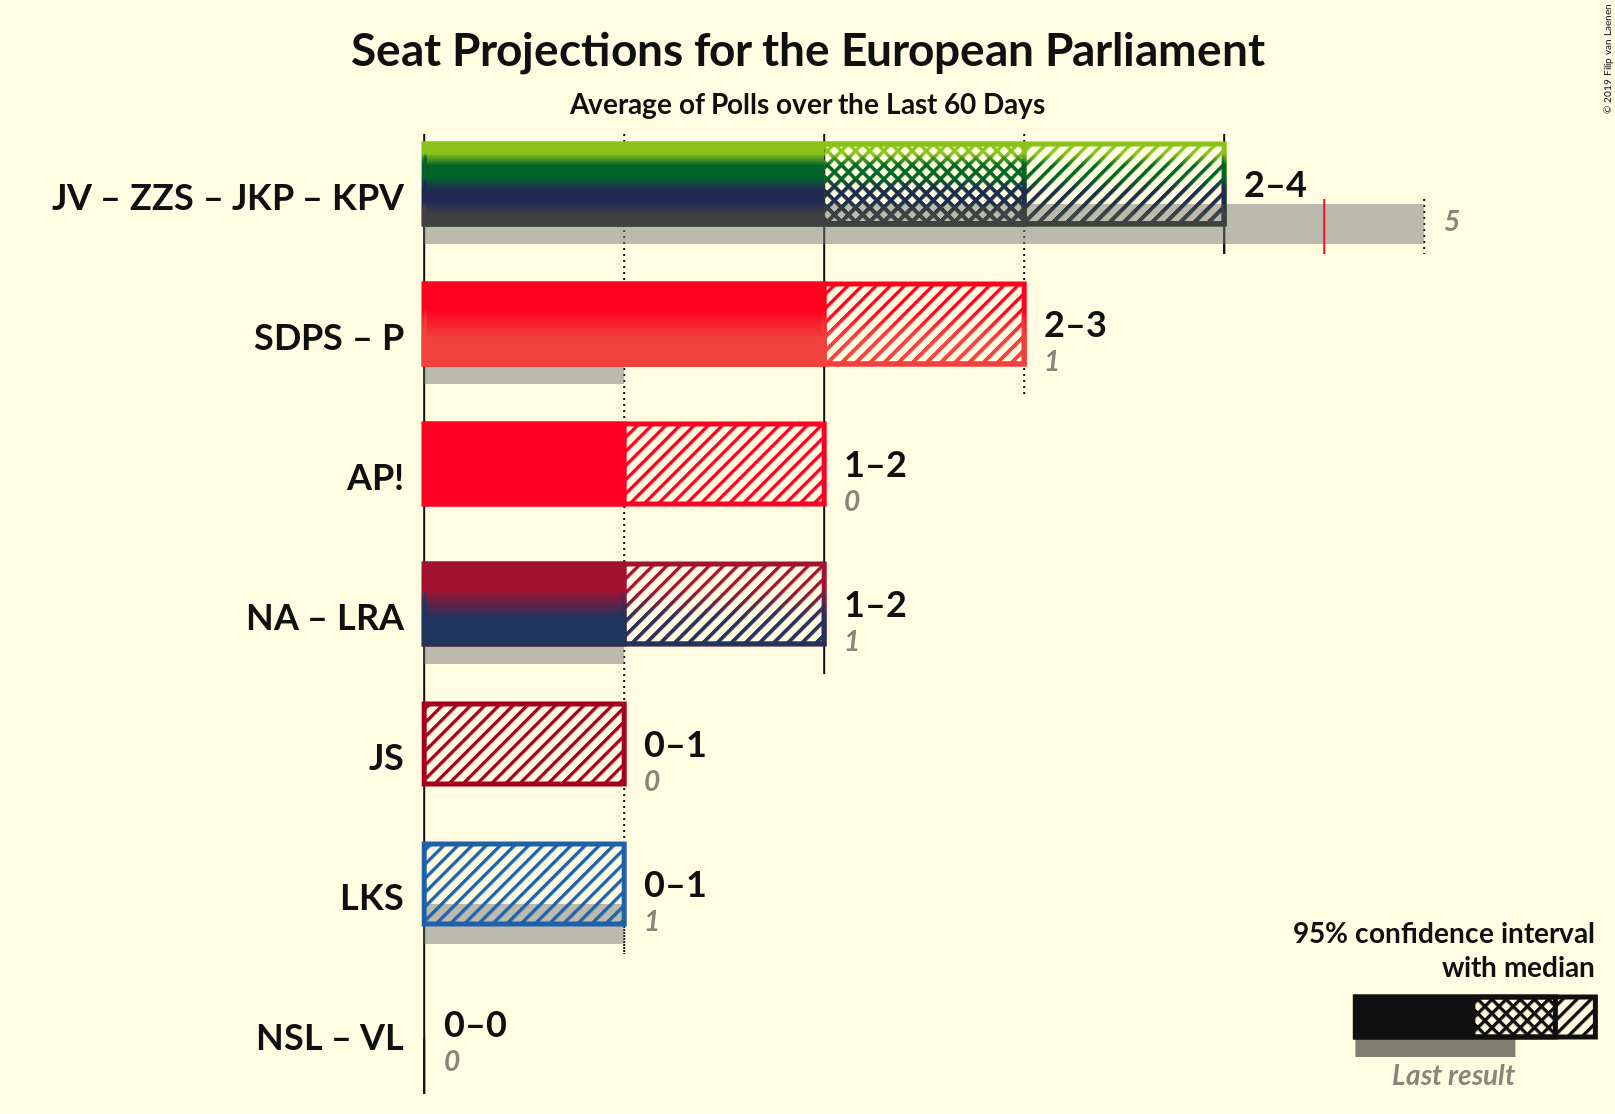 Seat Projections for the European Parliament
Average of Polls over the Last 60 Days
© 2019 Filip van Laenen
JV – ZZS – JKP – KPV
2–4
5
SDPS – P
2–3
1
AP!
1–2
0
NA – LRA
1–2
1
JS
0–1
0
LKS
0–1
1
NSL – VL
0–0
0
95% confidence interval
with median
Last result